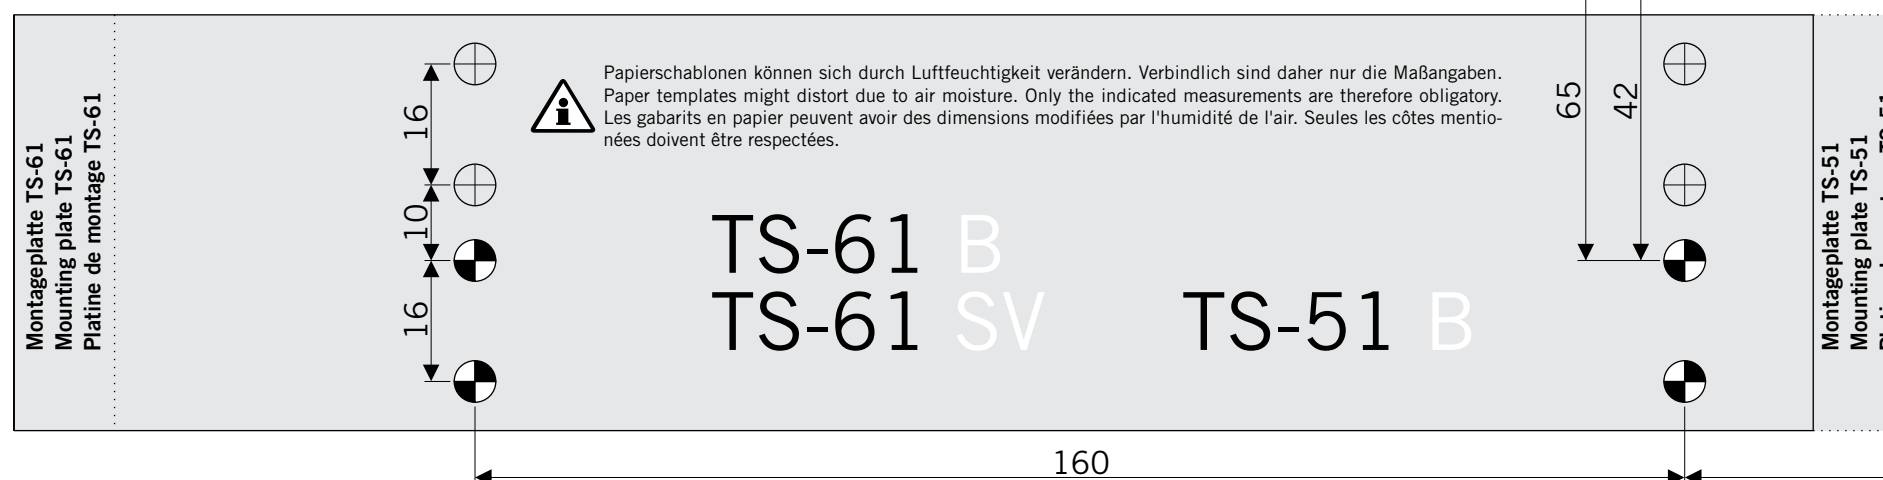 Montageplatte TS-61
Mounting plate TS-61
Platine de montage TS-61
16
10
16
Papierschablonen können sich durch Luftfeuchtigkeit verändern. Verbindlich sind daher nur die Maßangaben.
Paper templates might distort due to air moisture. Only the indicated measurements are therefore obligatory.
Les gabarits en papier peuvent avoir des dimensions modifiées par l'humidité de l'air. Seules les côtes mentio-
nées doivent être respectées.
65
42
TS-61 B
TS-61 SV
TS-51 B
Montageplatte TS-51
Mounting plate TS-51
160